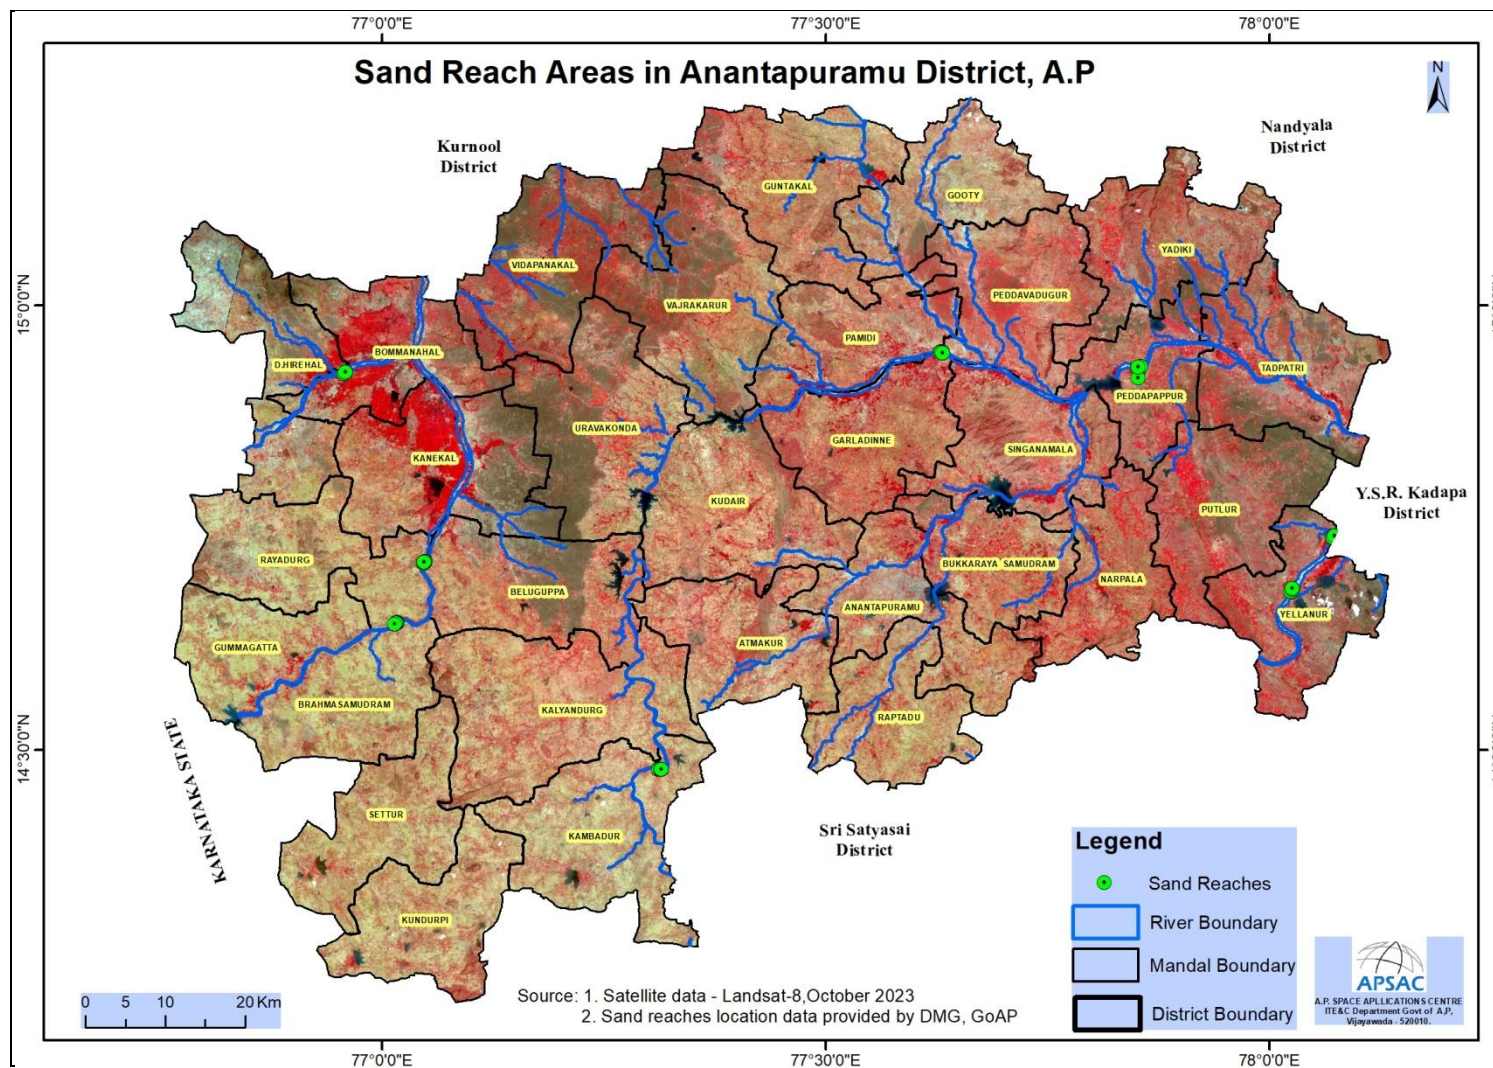 77°0'0"E
77°30'0"E
78°0'0"E
Sand Reach Areas in Anantapuramu District, A.P
N
Kurnool
District
Nandyala
District
GUNTAKAL
GOOTY
YADIKI
VIDAPANAKAL
VAJRAKARUR
PEDDAVADUGUR
15°0'0"N
PAMIDI
BOMMANAHAL
D.HIREHAL
TADPATRI
PEDDAPAPPUR
URAVAKONDA
GARLADINNE
SINGANAMALA
KANEKAL
KUDAIR
PUTLUR
Y.S.R. Kadapa
District
RAYADURG
BELUGUPPA
BUKKARAYA SAMUDRAM
NARPALA
ANANTAPURAMU
YELLANUR
GUMMAGATTA
ATMAKUR
BRAHMASAMUDRAM
KALYANDURG
RAPTADU
14°30'0"N
KARNATAKA STATE
SETTUR
KAMBADUR
Sri Satyasai
District
KUNDURPI
Legend
Sand Reaches
River Boundary
Mandal Boundary
District Boundary
APSAC
A.P. SPACE APLLICATIONS CENTRE
ITE&C Department Govt of A,P,
Vijayawada - 520010.
0 5 10 20 Km
Source: 1. Satellite data - Landsat-8,October 2023
2. Sand reaches location data provided by DMG, GoAP
77°0'0"E
77°30'0"E
78°0'0"E